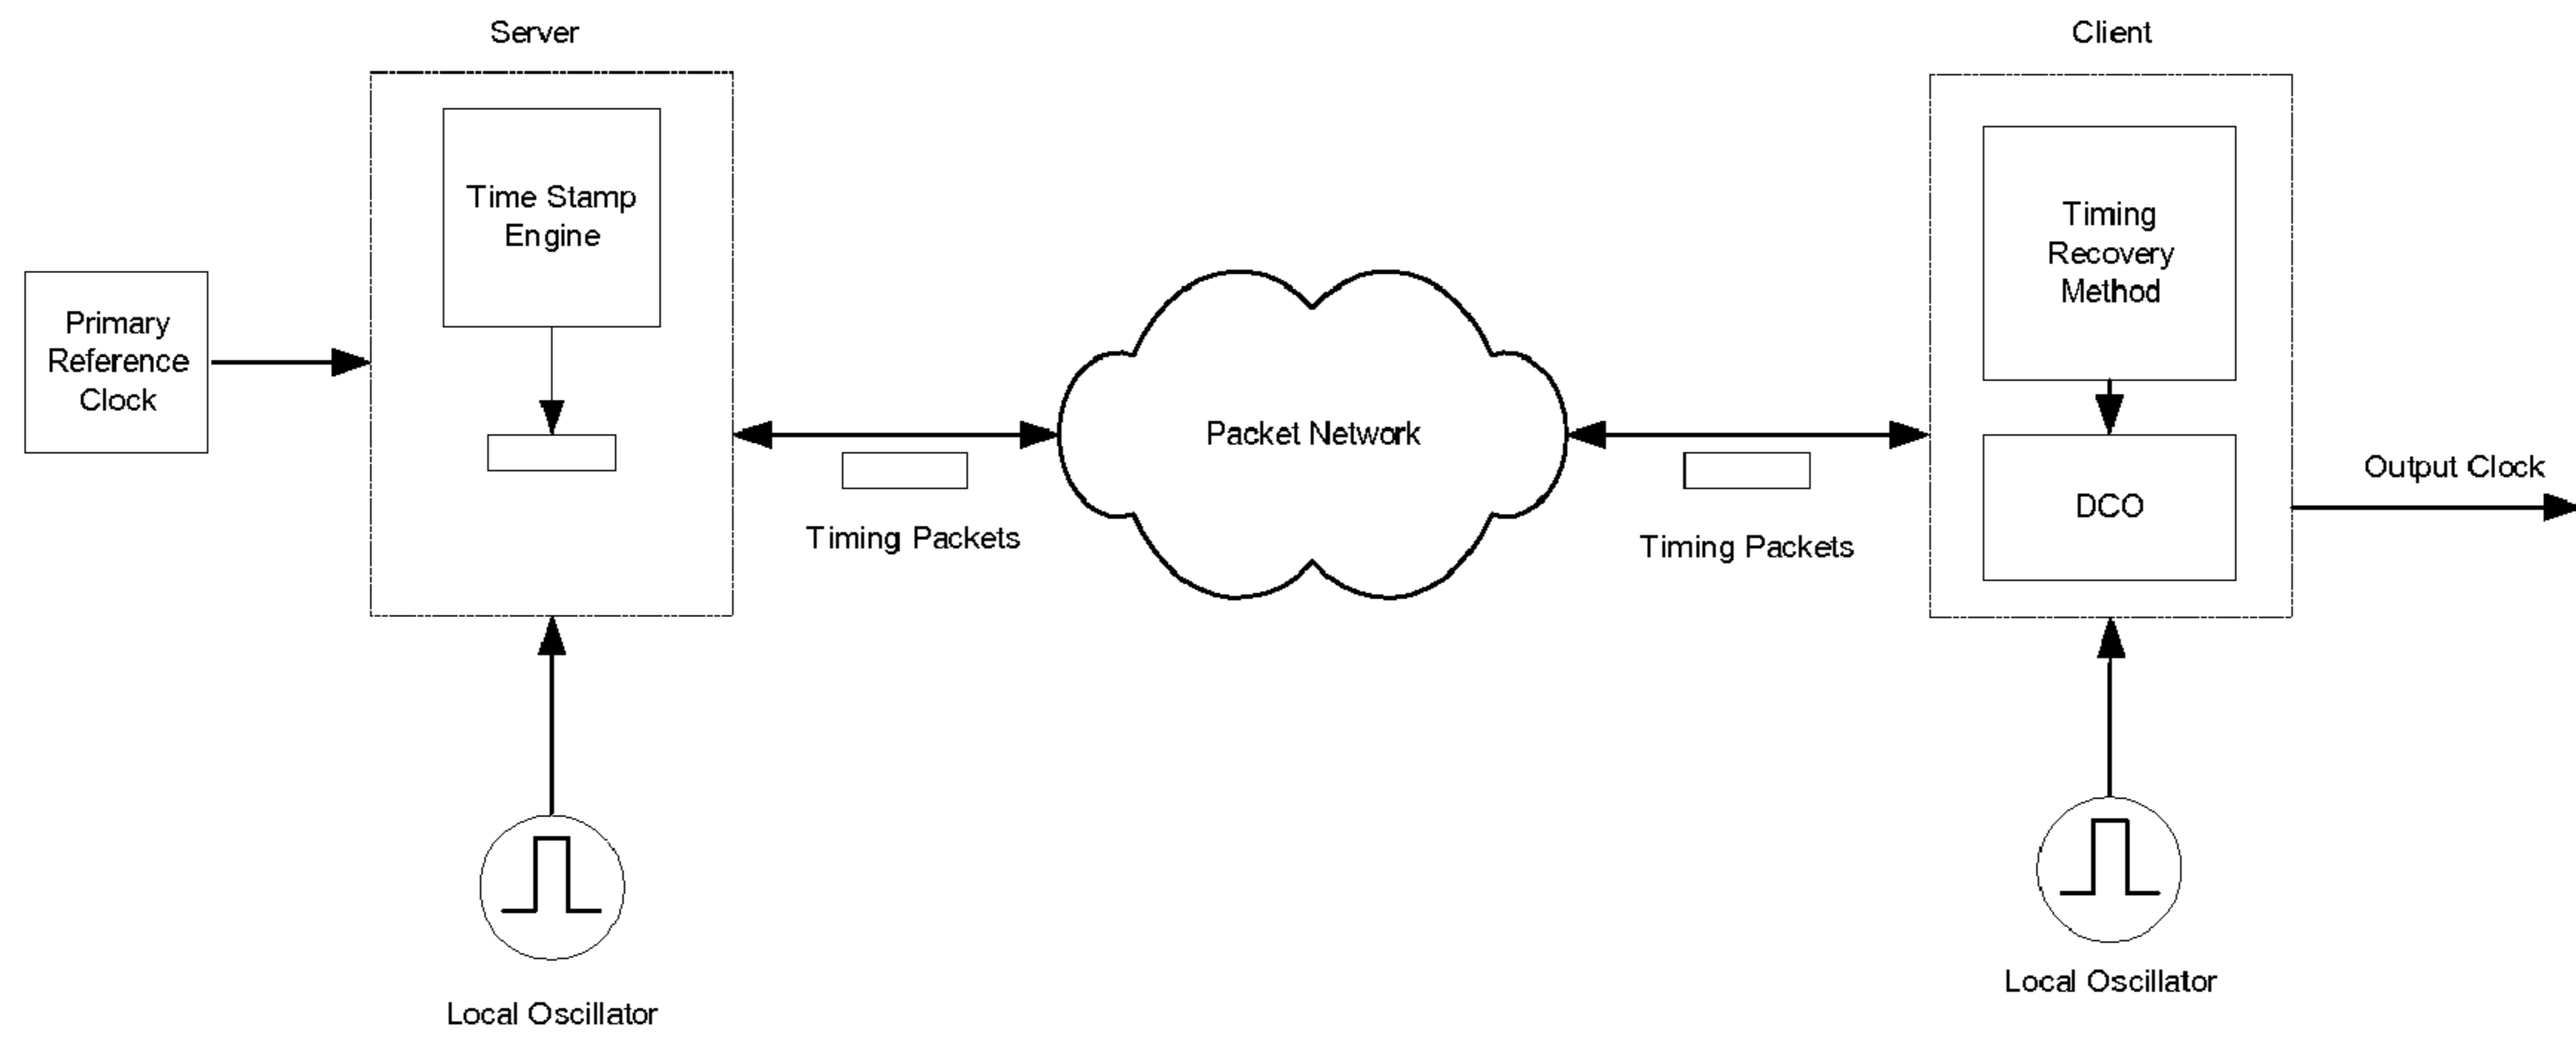 Server
Client
Time Stamp
Engine
Timing
Recovery
Method
Primary
Reference
Clock
Packet Network
Output Clock
DCO
Timing Packets
Timing Packets
Local Oscillator
Local Oscillator